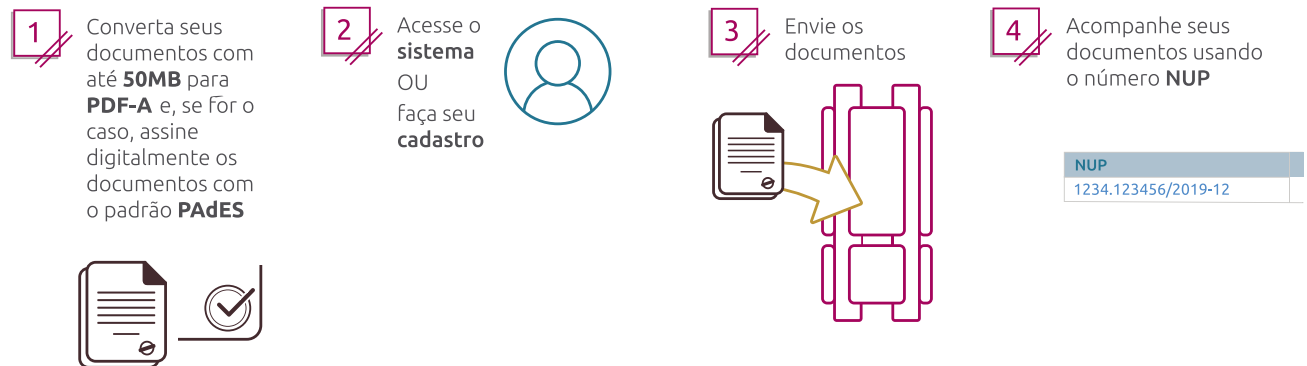 1
Converta seus
documentos com
até 50MB para
PDF-A e, se for o
caso, assine
digitalmente os
documentos com
o padrão PAdES
2
Acesse o
sistema
OU
faça seu
cadastro
3
Envie os
documentos
4
Acompanhe seus
documentos usando
o número NUP
NUP
1234.123456/2019-12